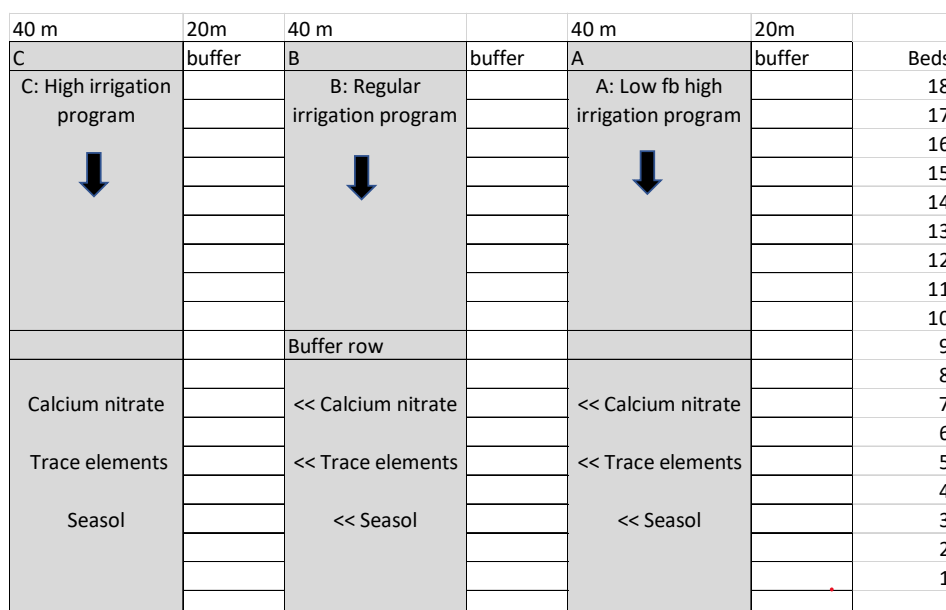 40 m 20m 40 m 40 m 20m
C buffer B buffer A buffer Beds
C: High irrigation program B: Regular irrigation program A: Low fb high irrigation program 18
17
16
15
14
13
12
11
10
Buffer row 9
8
Calcium nitrate << Calcium nitrate << Calcium nitrate 7
6
Trace elements << Trace elements << Trace elements 5
4
Seasol << Seasol << Seasol 3
2
1